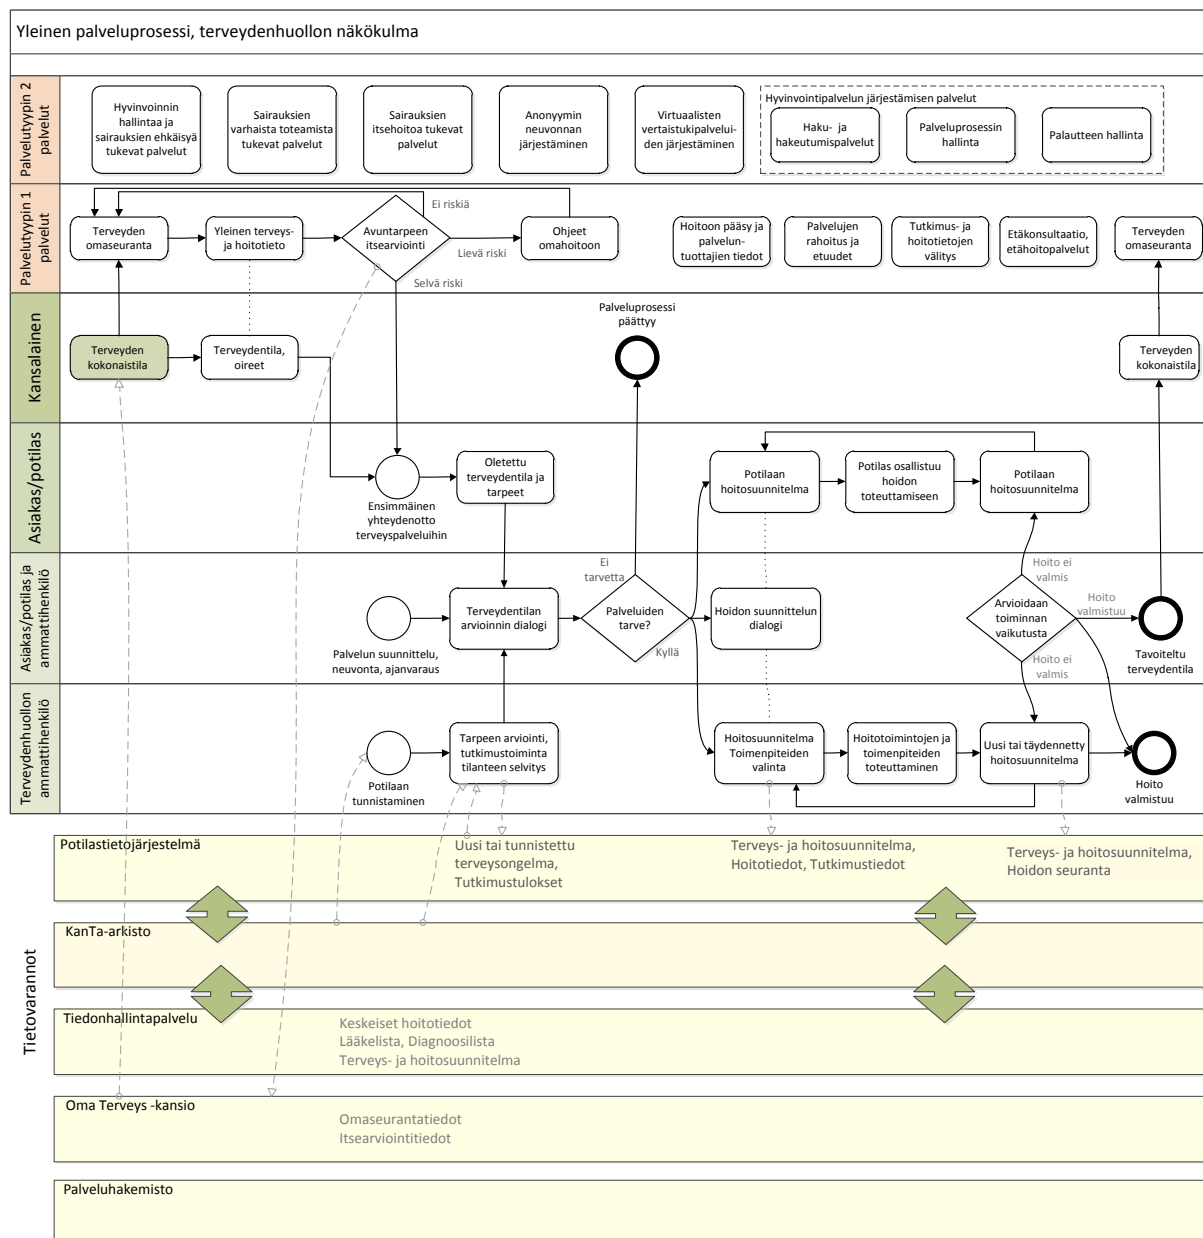 Yleinen palveluprosessi, terveydenhuollon näkökulma
Palvelutyypin 2
palvelut
Hyvinvoinnin
hallintaa ja
sairauksien ehkäisyä
tukevat palvelut
Sairauksien
varhaista toteamista
tukevat palvelut
Sairauksien
itsehoitoa tukevat
palvelut
Anonyymin
neuvonnan
järjestäminen
Virtuaalisten
vertaistukipalvelui-
den järjestäminen
Hyvinvointipalvelun järjestämisen palvelut
Haku- ja
hakeutumispalvelut
Palveluprosessin
hallinta
Palautteen hallinta
Palvelutyypin 1
palvelut
Terveyden
omaseuranta
Yleinen terveys-
ja hoitotieto
Avuntarpeen
itsearviointi
Ei riskiä
Lievä riski
Selvä riski
Ohjeet
omahoitoon
Hoitoon pääsy ja
palvelun-
tuottajien tiedot
Palvelujen
rahoitus ja
etuudet
Tutkimus- ja
hoitotietojen
välitys
Etäkonsultaatio,
etähoitopalvelut
Terveyden
omaseuranta
Kansalainen
Terveyden
kokonaistila
Terveydentila,
oireet
Palveluprosessi
päättyy
Terveyden
kokonaistila
Asiakas/potilas
Ensimmäinen
yhteydenotto
terveyspalveluihin
Oletettu
terveydentila ja
tarpeet
Potilaan
hoitosuunnitelma
Potilas osallistuu
hoidon
toteuttamiseen
Potilaan
hoitosuunnitelma
Asiakas/potilas ja
ammattihenkilö
Palvelun suunnittelu,
neuvonta, ajanvaraus
Terveydentilan
arvioinnin dialogi
Ei
tarvetta
Palveluiden
tarve?
Kyllä
Hoidon suunnittelun
dialogi
Hoito ei
valmis
Arvioidaan
toiminnan
vaikutusta
Hoito
valmistuu
Hoito ei
valmis
Tavoiteltu
terveydentila
Terveydenhuollon
ammattihenkilö
Potilaan
tunnistaminen
Tarpeen arviointi,
tutkimustoiminta
tilanteen selvitys
Hoitosuunnitelma
Toimenpiteiden
valinta
Hoitotoimintojen ja
toimenpiteiden
toteuttaminen
Uusi tai täydennetty
hoitosuunnitelma
Hoito
valmistuu
Tietovarannot
Potilastietojärjestelmä
Uusi tai tunnistettu
terveysongelma,
Tutkimustulokset
Terveys- ja hoitosuunnitelma,
Hoitotiedot, Tutkimustiedot
Terveys- ja hoitosuunnitelma,
Hoidon seuranta
KanTa-arkisto
Tiedonhallintapalvelu
Keskeiset hoitotiedot
Lääkelista, Diagnoosilista
Terveys- ja hoitosuunnitelma
Oma Terveys -kansio
Omaseurantatiedot
Itsearviointitiedot
Palveluhakemisto